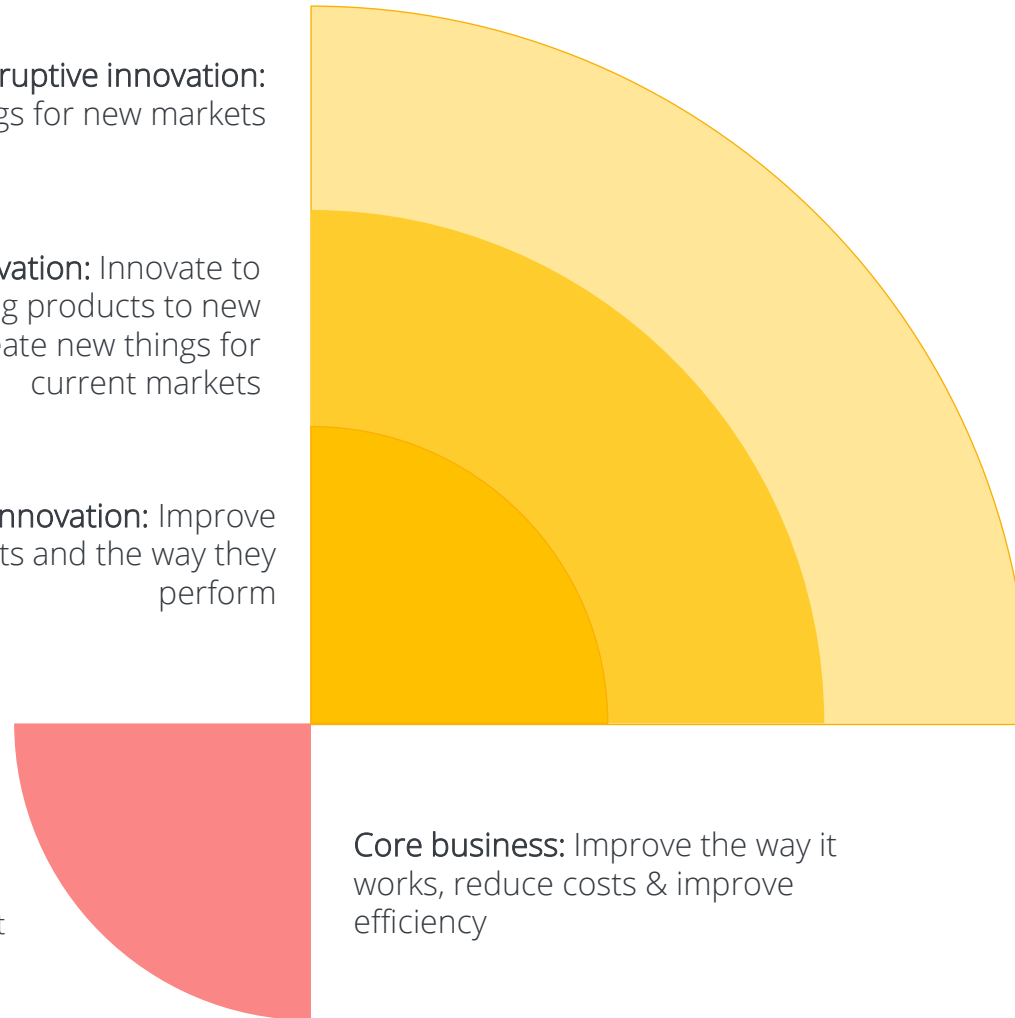 ruptive innovation:
gs for new markets
vation: Innovate to
g products to new
ate new things for
current markets
nnovation: Improve
ts and the way they
perform
Core business: Improve the way it
works, reduce costs & improve
efficiency
t